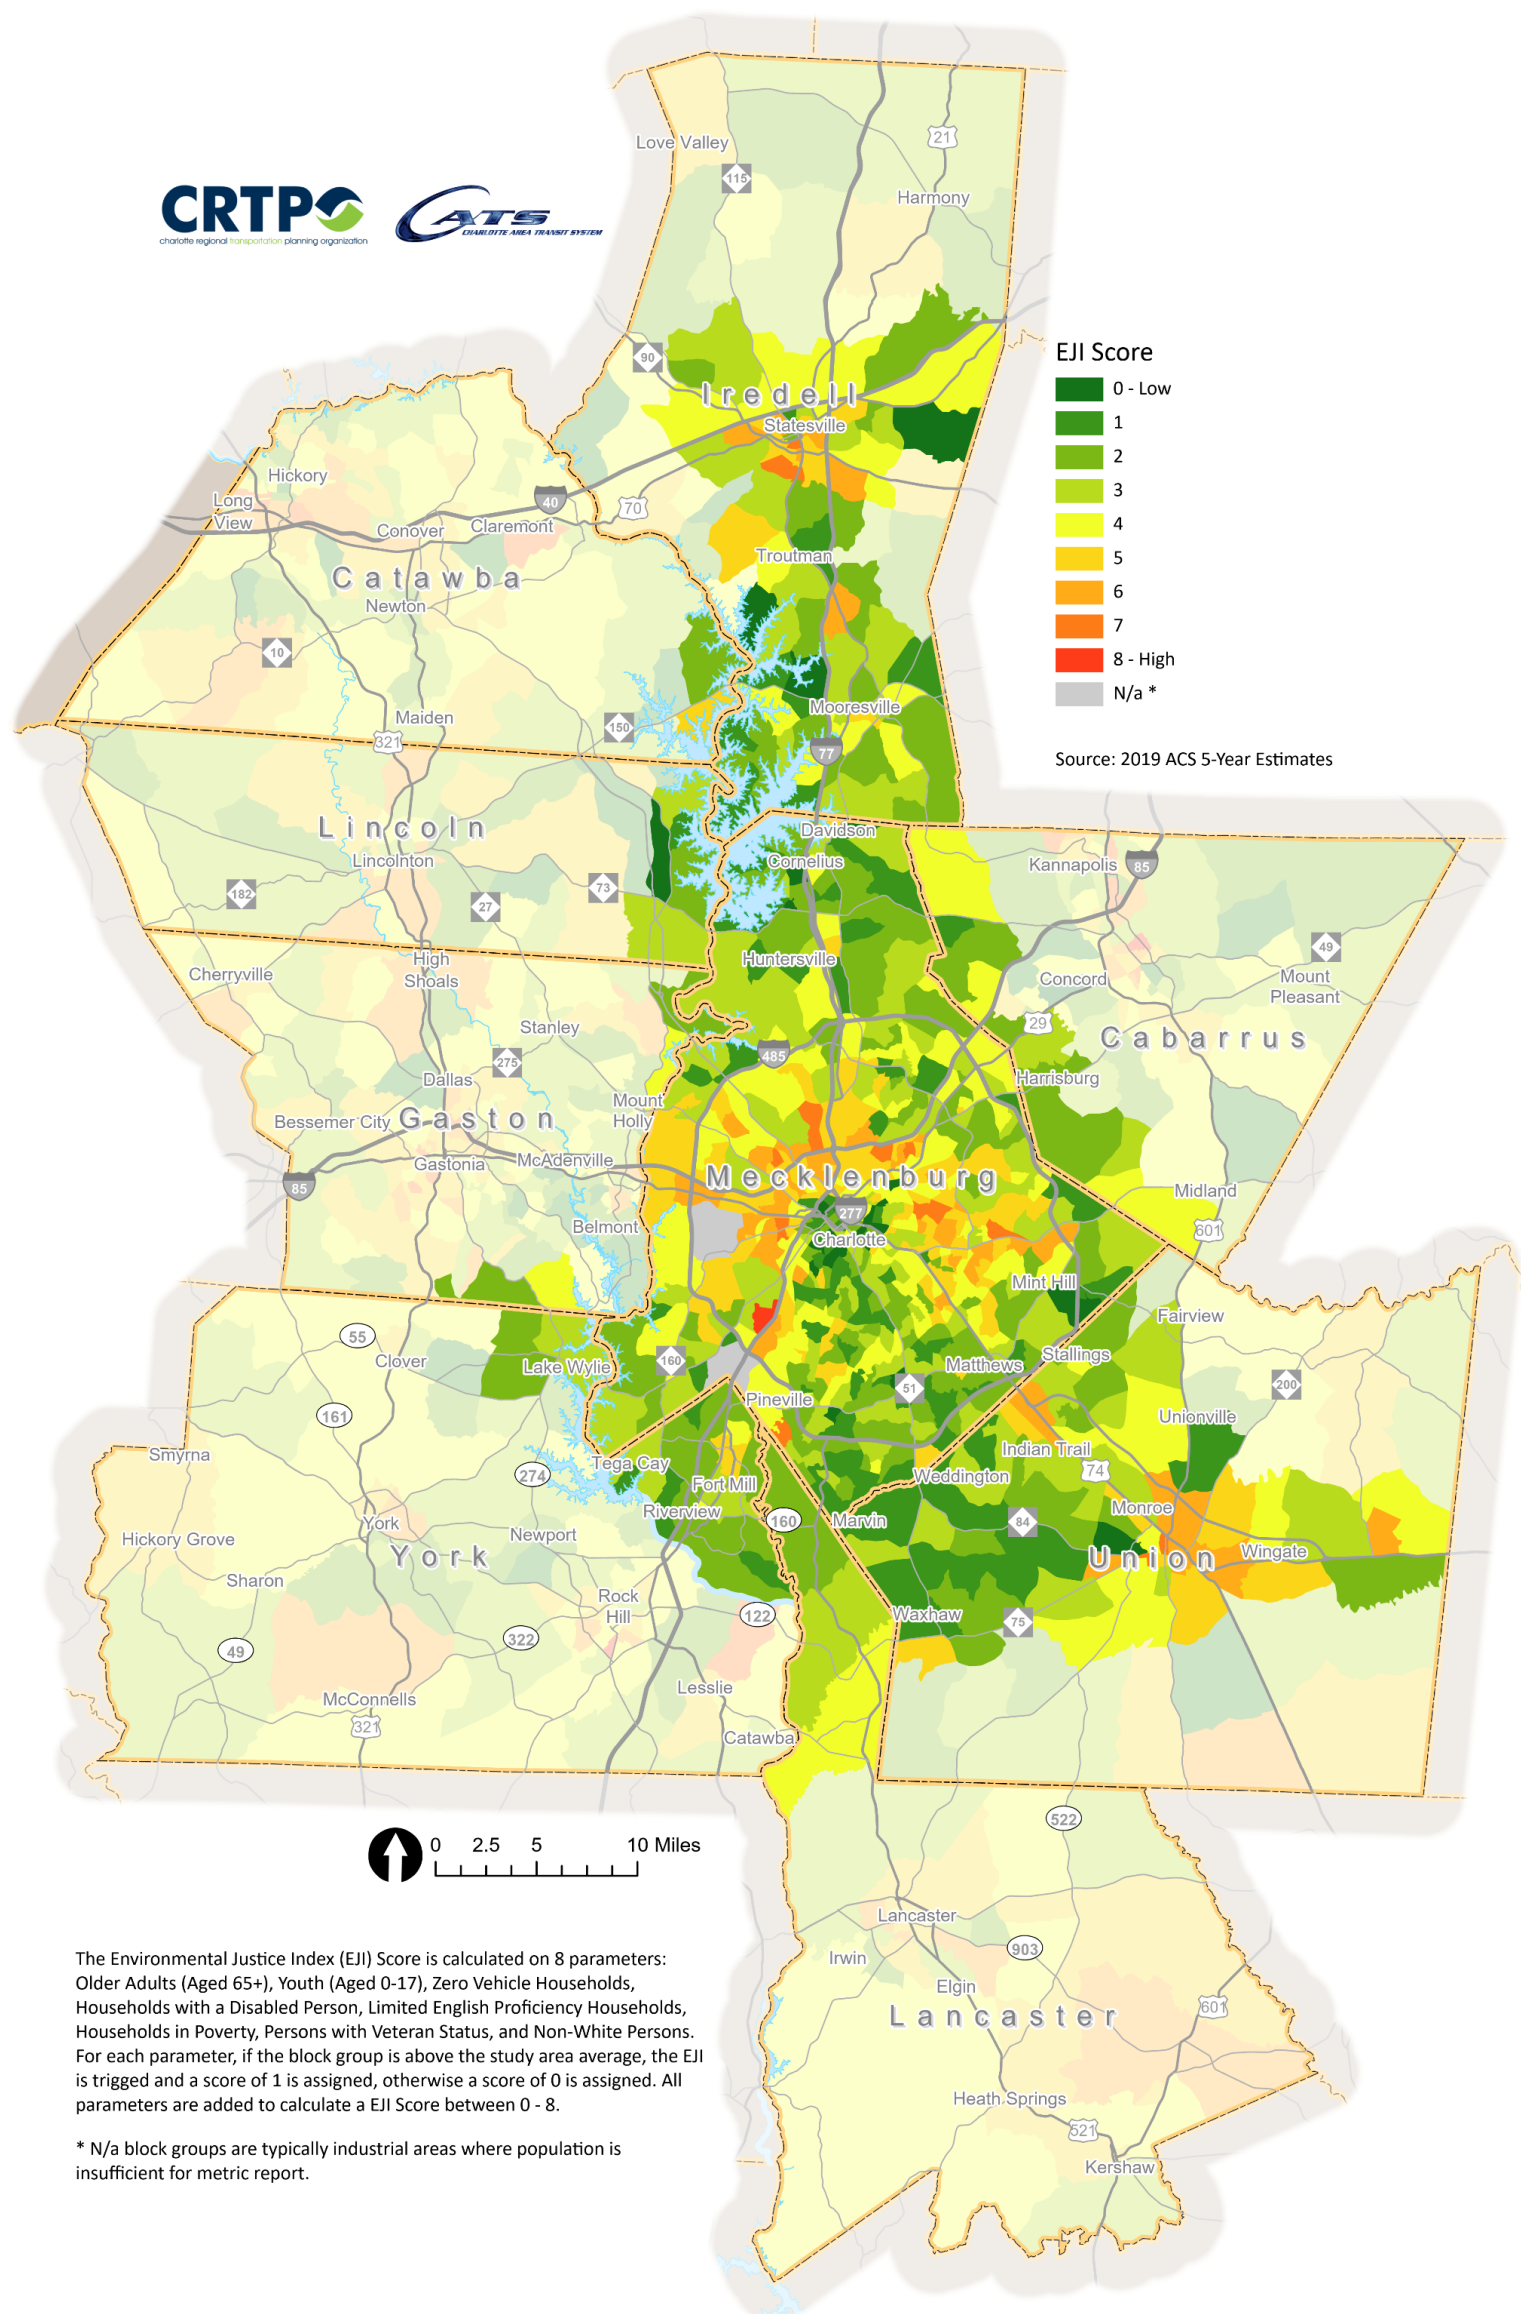 CRTP
charlotte regional transportation planning organization
CATS
CHARLOTTE AREA TRANSIT SYSTEM
Love Valley
115
21
Harmony
90
Iredell
Statesville
EJI Score
0 - Low
1
2
3
4
5
6
7
8 - High
N/a *
Source: 2019 ACS 5-Year Estimates
Hickory
Long
View
40
70
Conover
Claremont
Catawba
Newton
Troutman
10
Maiden
321
150
Mooresville
77
Lincoln
Lincolnton
182
27
73
Davidson
Cornelius
Kannapolis
85
49
Cherryville
High
Shoals
Huntersville
Concord
Mount
Pleasant
Stanley
29
Cabarrus
275
485
Dallas
Harrisburg
Bessemer City
Gaston
Mount
Holly
Gastonia
McAdenville
85
Mecklenburg
Midland
277
601
Belmont
Charlotte
Mint Hill
Fairview
55
Clover
Lake Wylie
160
Matthews
Stallings
51
200
Pineville
161
Unionville
Smyrna
274
Tega Cay
Indian Trail
Fort Mill
Weddington
74
Riverview
160
Marvin
84
Monroe
Hickory Grove
York
Newport
York
Union
Wingate
Sharon
Rock
Hill
122
Waxhaw
75
49
322
McConnells
321
Lesslie
Catawba
0 2.5 5 10 Miles
522
Lancaster
Irwin
903
Elgin
601
Lancaster
Heath Springs
521
Kershaw
The Environmental Justice Index (EJI) Score is calculated on 8 parameters:
Older Adults (Aged 65+), Youth (Aged 0-17), Zero Vehicle Households,
Households with a Disabled Person, Limited English Proficiency Households,
Households in Poverty, Persons with Veteran Status, and Non-White Persons.
For each parameter, if the block group is above the study area average, the EJI
is trigged and a score of 1 is assigned, otherwise a score of 0 is assigned. All
parameters are added to calculate a EJI Score between 0 - 8.
* N/a block groups are typically industrial areas where population is
insufficient for metric report.